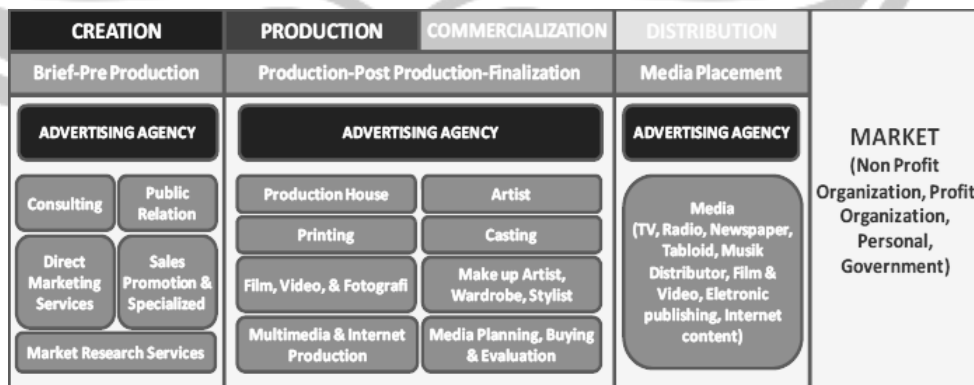 CREATION
PRODUCTION
COMMERCIALIZATION
DISTRIBUTION
Brief-Pre Production
Production-Post Production-Finalization
Media Placement
ADVERTISING AGENCY
ADVERTISING AGENCY
ADVERTISING AGENCY
Consulting
Public
Relation
Direct
Marketing
Services
Sales
Promotion &
Specialized
Market Research Services
Production House
Artist
Printing
Casting
Film, Video, & Fotografi
Make up Artist,
Wardrobe, Stylist
Multimedia & Internet
Production
Media Planning, Buying
& Evaluation
Media
(TV, Radio, Newspaper,
Tabloid, Musik
Distributor, Film &
Video, Eletronic
publishing, Internet
content)
MARKET
(Non Profit
Organization, Profit
Organization,
Personal,
Government)